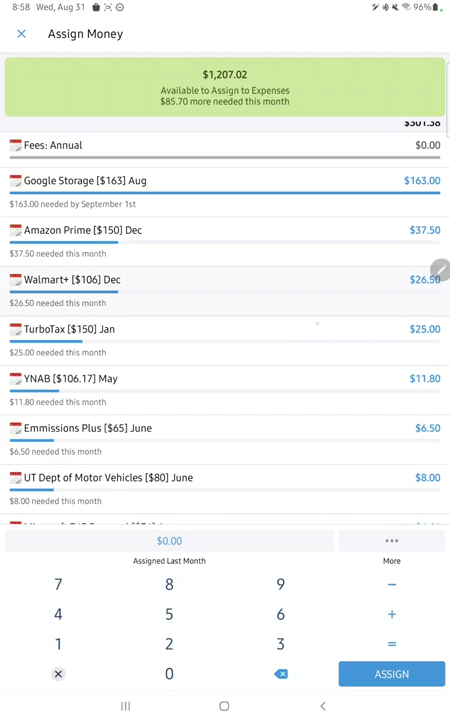 8:58 Wed, Aug 31
96%
Assign Money
$1,207.02
Available to Assign to Expenses
$85.70 more needed this month
$301.38
Fees: Annual $0.00
Google Storage [$163] Aug $163.00
$163.00 needed by September 1st
Amazon Prime [$150] Dec $37.50
$37.50 needed this month
Walmart+ [$106] Dec $26.50
$26.50 needed this month
TurboTax [$150] Jan $25.00
$25.00 needed this month
YNAB [$106.17] May $11.80
$11.80 needed this month
Emmissions Plus [$65] June $6.50
$6.50 needed this month
UT Dept of Motor Vehicles [$80] June $8.00
$8.00 needed this month
$0.00
Assigned Last Month More
7 8 9 −
4 5 6 +
1 2 3 =
0 ASSIGN